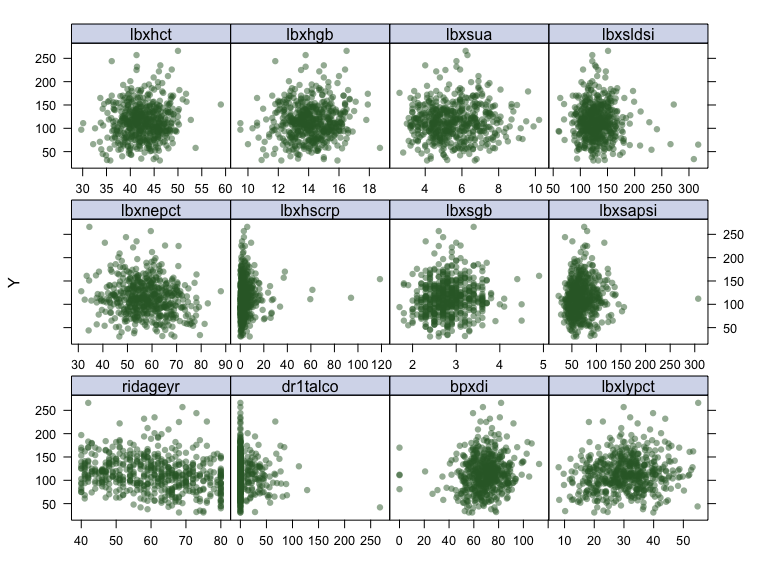 lbxhct lbxhgb lbxsua lbxsldsi
250
200
150
100
50
30 35 40 45 50 55 60 10 12 14 16 18 4 6 8 10 50 100 150 200 250 300
lbxnepct lbxhscrp lbxsgb lbxsapsi
250
200
150
100
50
30 40 50 60 70 80 90 0 20 40 60 80 100 120 2 3 4 5 50 100 150 200 250 300
Y
ridageyr dr1talco bpxdi lbxlypct
250
200
150
100
50
40 50 60 70 80 0 50 100 150 200 250 0 20 40 60 80 100 10 20 30 40 50